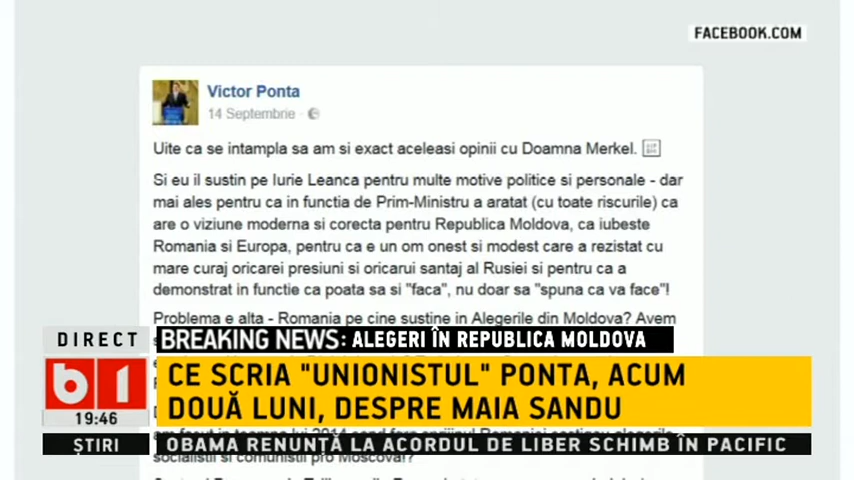 FACEBOOK.COM
Victor Ponta
14 Septembrie ·
Uite ca se intampla sa am si exact aceleasi opinii cu Doamna Merkel.
Si eu il sustin pe Iurie Leanca pentru multe motive politice si personale - dar
mai ales pentru ca in functia de Prim-Ministru a aratat (cu toate riscurile) ca
are o viziune moderna si corecta pentru Republica Moldova, ca iubeste
Romania si Europa, pentru ca e un om onest si modest care a rezistat cu
mare curaj oricarei presiuni si oricarui santaj al Rusiei si pentru ca a
demonstrat in functie ca poata sa si "faca", nu doar sa "spuna ca va face"!
Problema e alta - Romania pe cine sustine in Alegerile din Moldova? Avem
DIRECT
BREAKING NEWS: ALEGERI ÎN REPUBLICA MOLDOVA
b1
CE SCRIA "UNIONISTUL" PONTA, ACUM
DOUĂ LUNI, DESPRE MAIA SANDU
19:46
ȘTIRI
OBAMA RENUNȚĂ LA ACORDUL DE LIBER SCHIMB ÎN PACIFIC
socialistii si comunistii pro Moscova!?